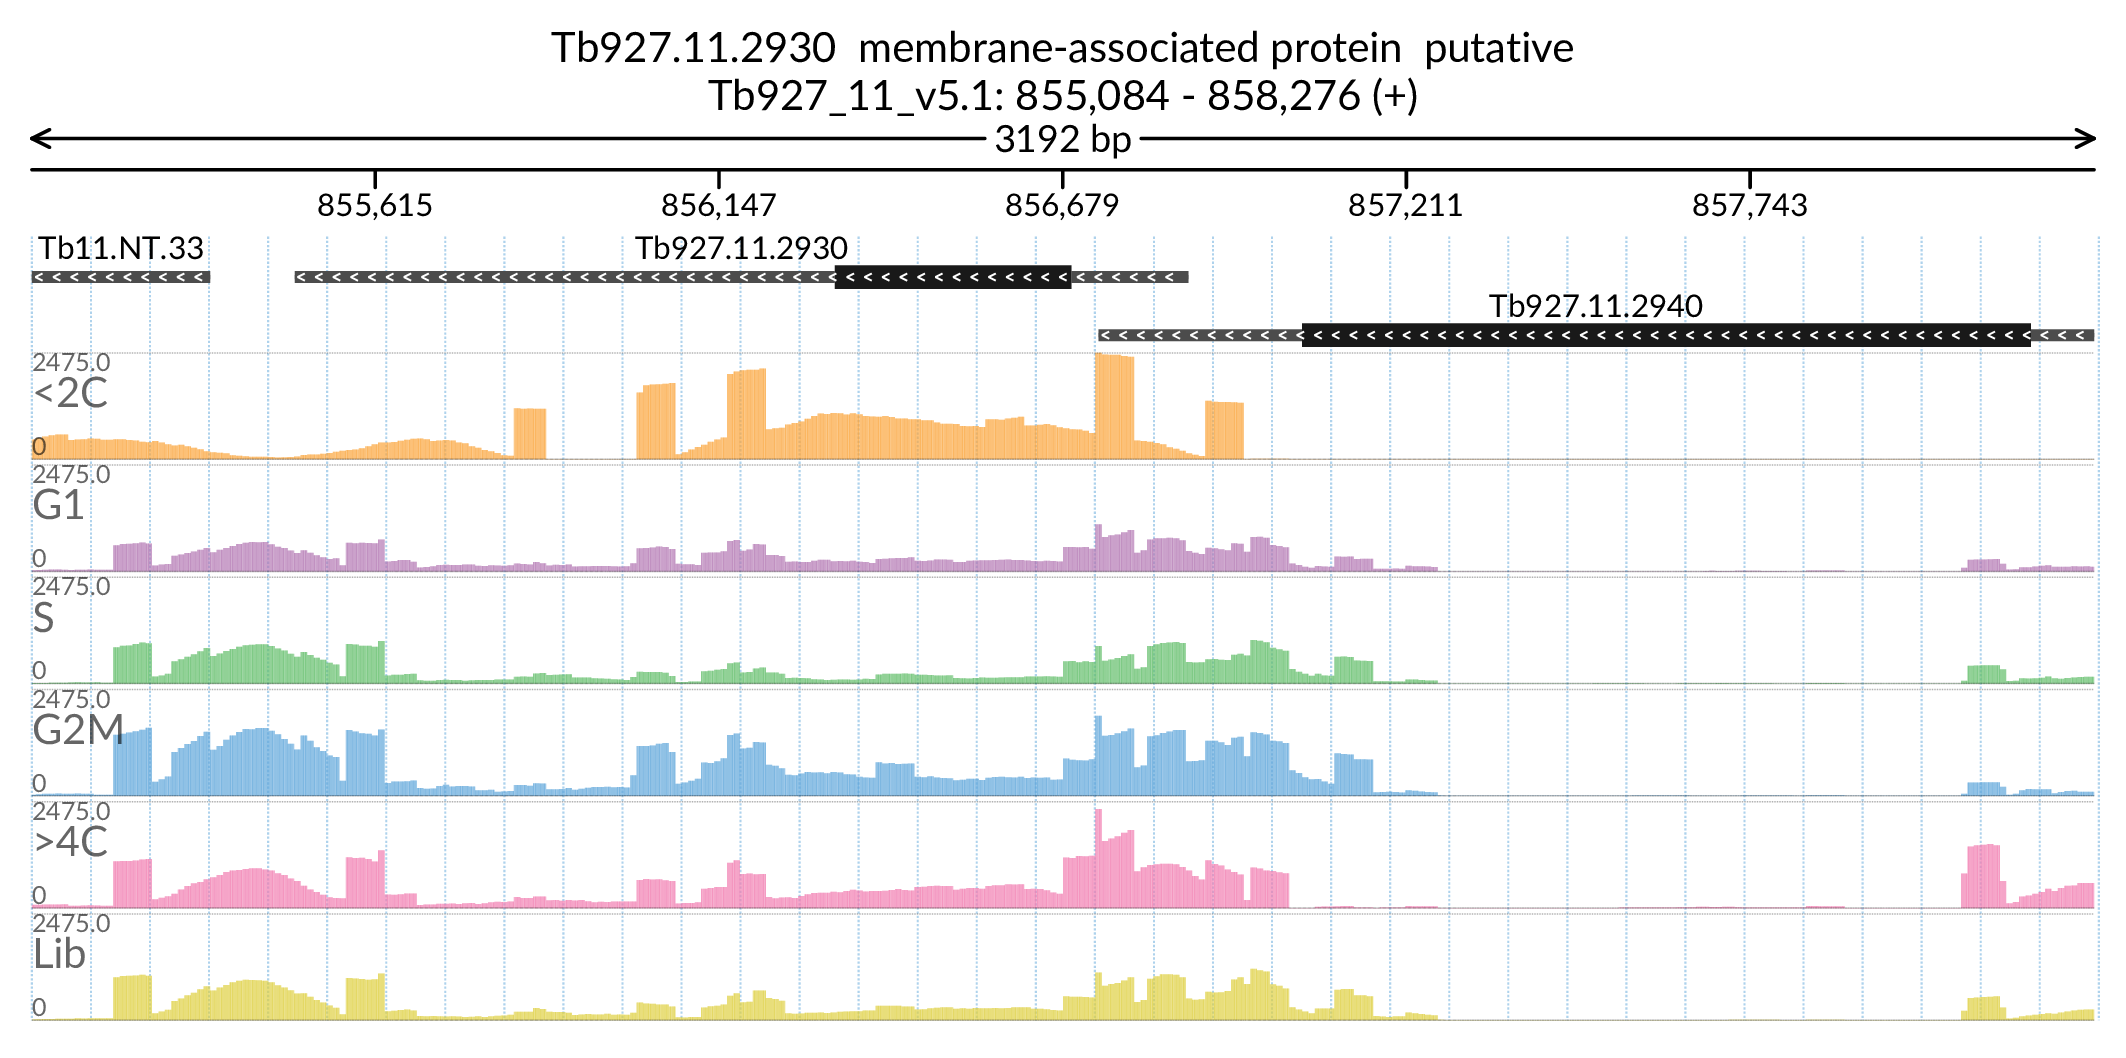 Tb927.11.2930  membrane-associated protein  putative
Tb927_11_v5.1: 855,084 - 858,276 (+)
3192 bp
855,615 856,147 856,679 857,211 857,743
Tb11.NT.33 Tb927.11.2930
Tb927.11.2940
2475.0
<2C
0
2475.0
G1
0
2475.0
S
0
2475.0
G2M
0
2475.0
>4C
0
2475.0
Lib
0